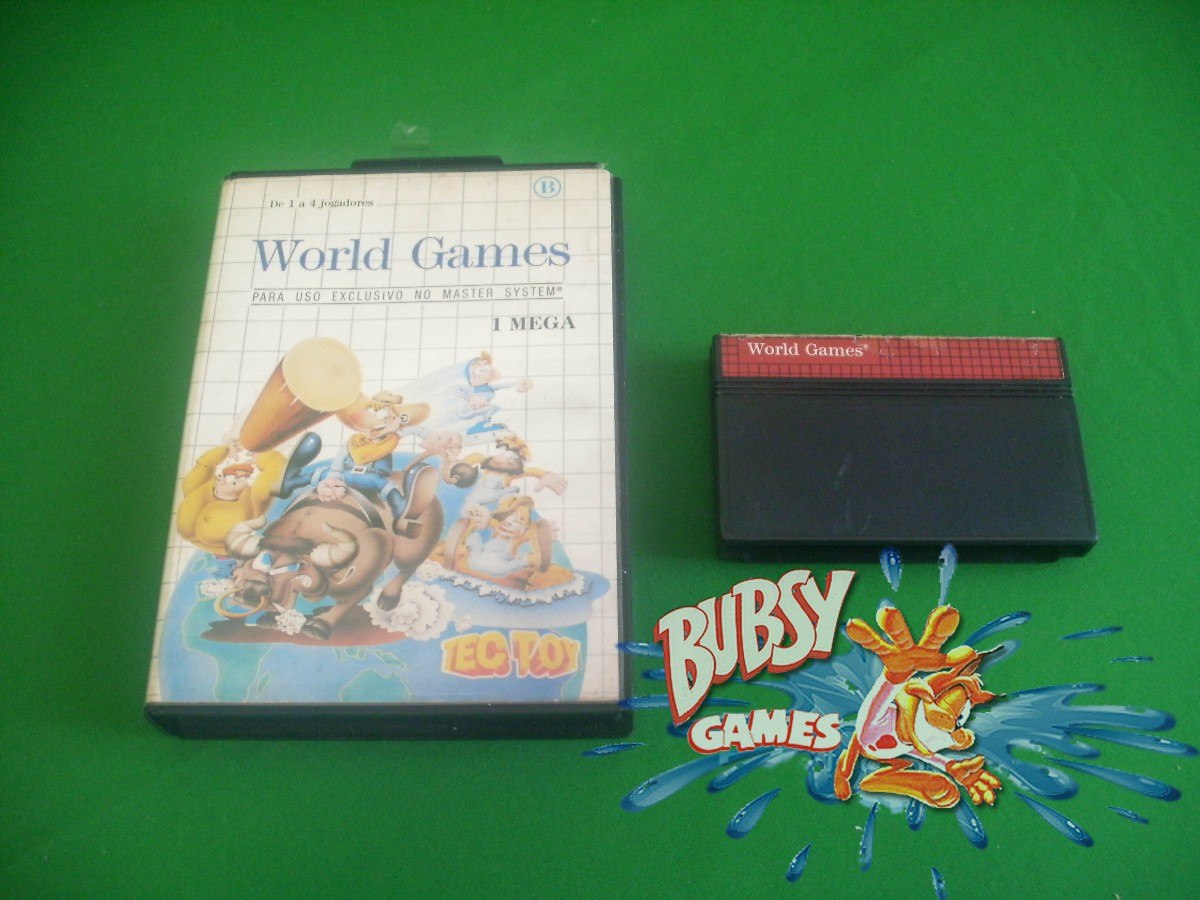 B
De 1 a 4 jogadores
World Games
PARA USO EXCLUSIVO NO MASTER SYSTEM®
1 MEGA
TEC TOY
World Games®
BUBSY
GAMES